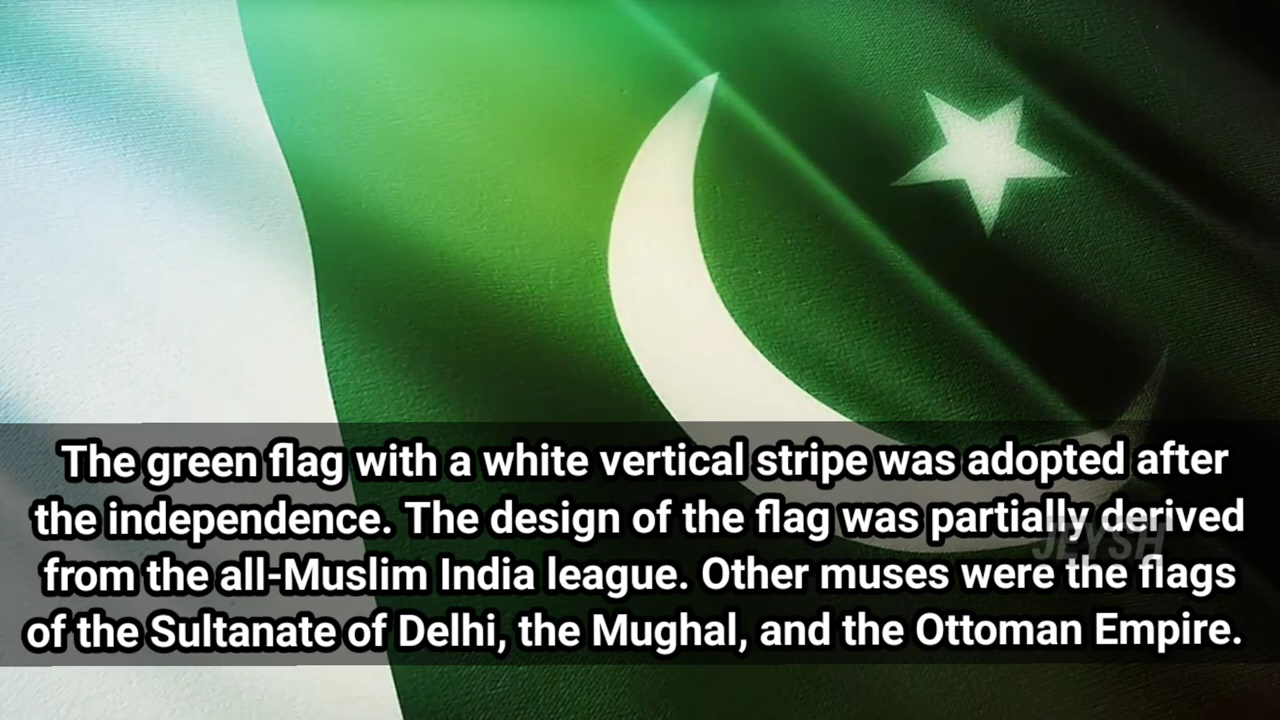 The green flag with a white vertical stripe was adopted after
the independence. The design of the flag was partially derived
from the all-Muslim India league. Other muses were the flags
of the Sultanate of Delhi, the Mughal, and the Ottoman Empire.
JEYSH